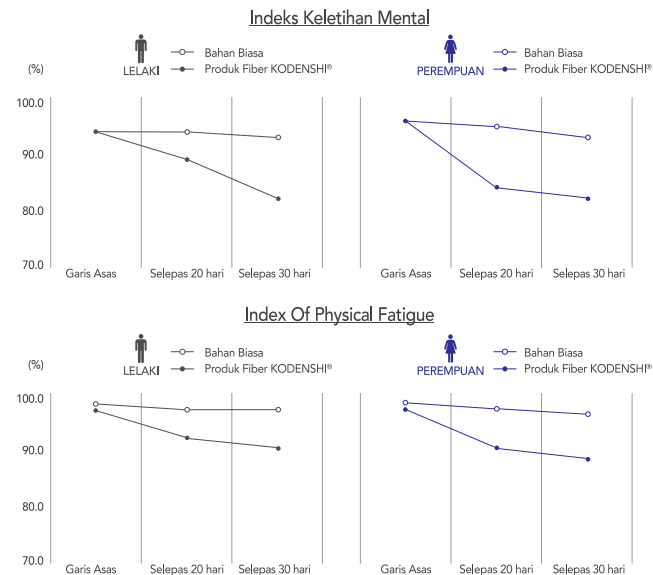 Indeks Keletihan Mental
(%)
LELAKI
Bahan Biasa
Produk Fiber KODENSHI®
PEREMPUAN
Bahan Biasa
Produk Fiber KODENSHI®
100.0
90.0
80.0
70.0
Garis Asas Selepas 20 hari Selepas 30 hari
Garis Asas Selepas 20 hari Selepas 30 hari
Index Of Physical Fatigue
(%)
LELAKI
Bahan Biasa
Produk Fiber KODENSHI®
PEREMPUAN
Bahan Biasa
Produk Fiber KODENSHI®
100.0
90.0
80.0
70.0
Garis Asas Selepas 20 hari Selepas 30 hari
Garis Asas Selepas 20 hari Selepas 30 hari